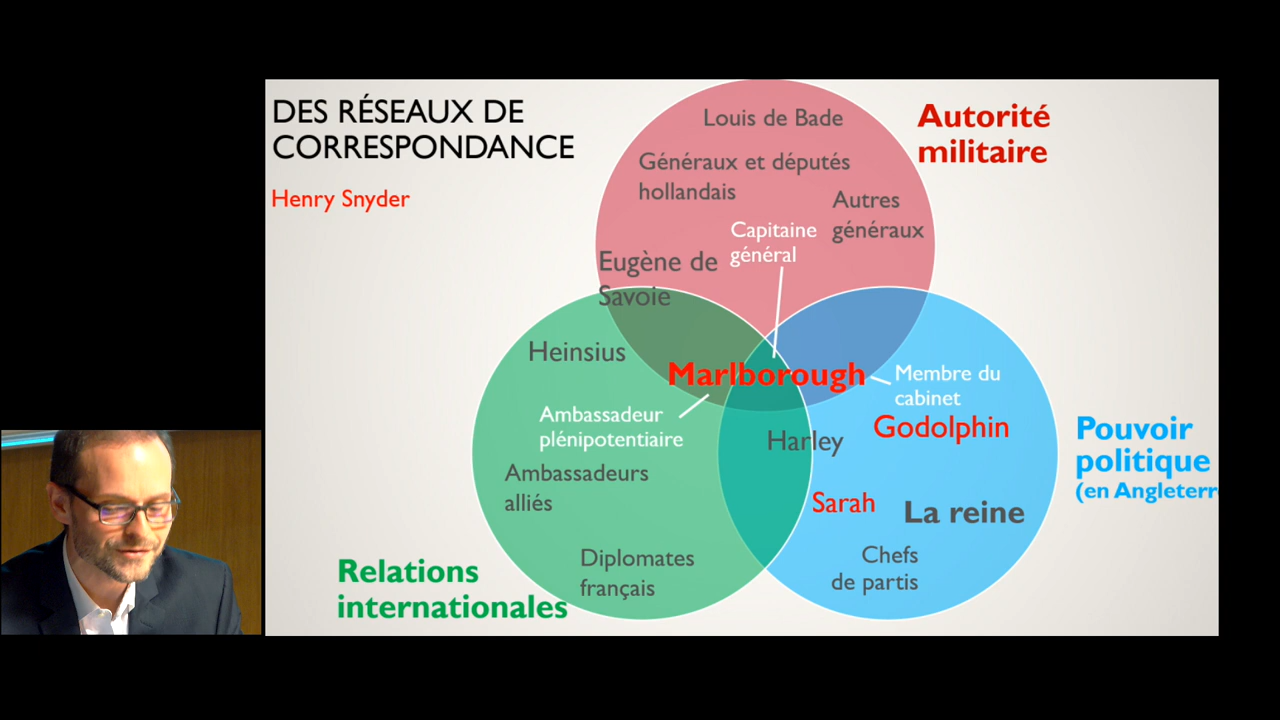 DES RÉSEAUX DE
CORRESPONDANCE
Henry Snyder
Louis de Bade
Généraux et députés
hollandais
Autres
généraux
Capitaine
général
Eugène de
Savoie
Autorité
militaire
Heinsius
Marlborough
Membre du
cabinet
Ambassadeur
plénipotentiaire
Godolphin
Harley
Pouvoir
politique
(en Angleterr
Ambassadeurs
alliés
Sarah
La reine
Diplomates
français
Chefs
de partis
Relations
internationales